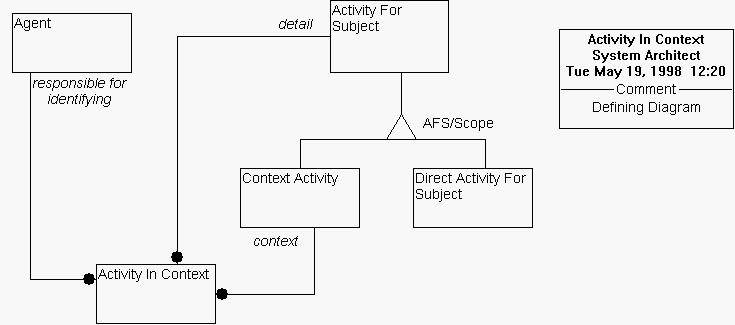 Agent
responsible for
identifying
detail
Activity For
Subject
AFS/Scope
Context Activity
Direct Activity For
Subject
context
Activity In Context
Activity In Context
System Architect
Tue May 19, 1998 12:20
Comment
Defining Diagram